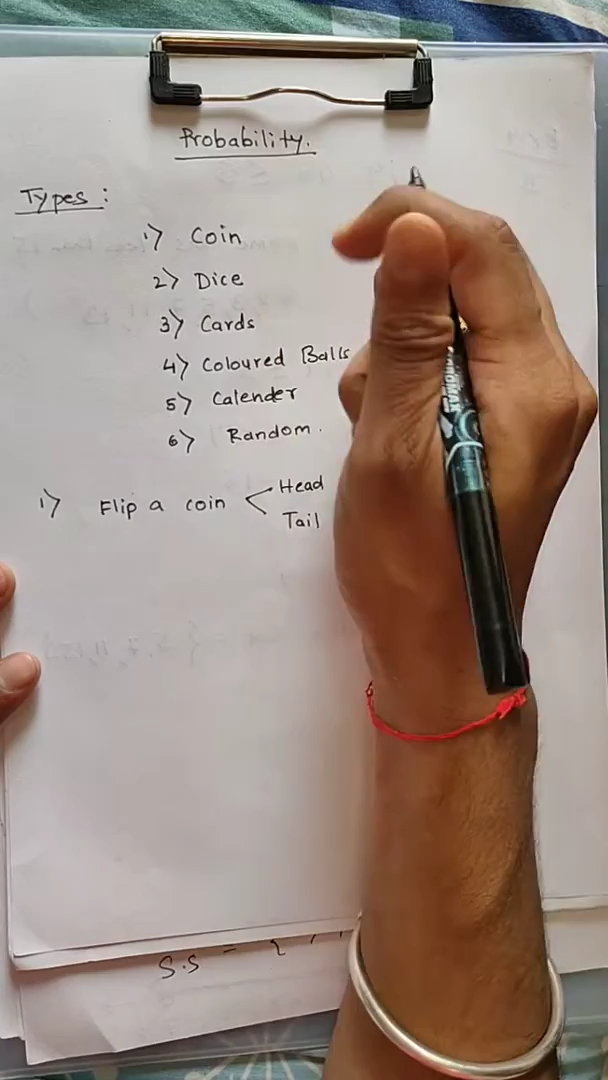 Probability.
Types :
1) Coin
2) Dice
3) Cards
4) Coloured Balls
5) Calender
6) Random.
1) Flip a coin < Head
Tail
S.S = {